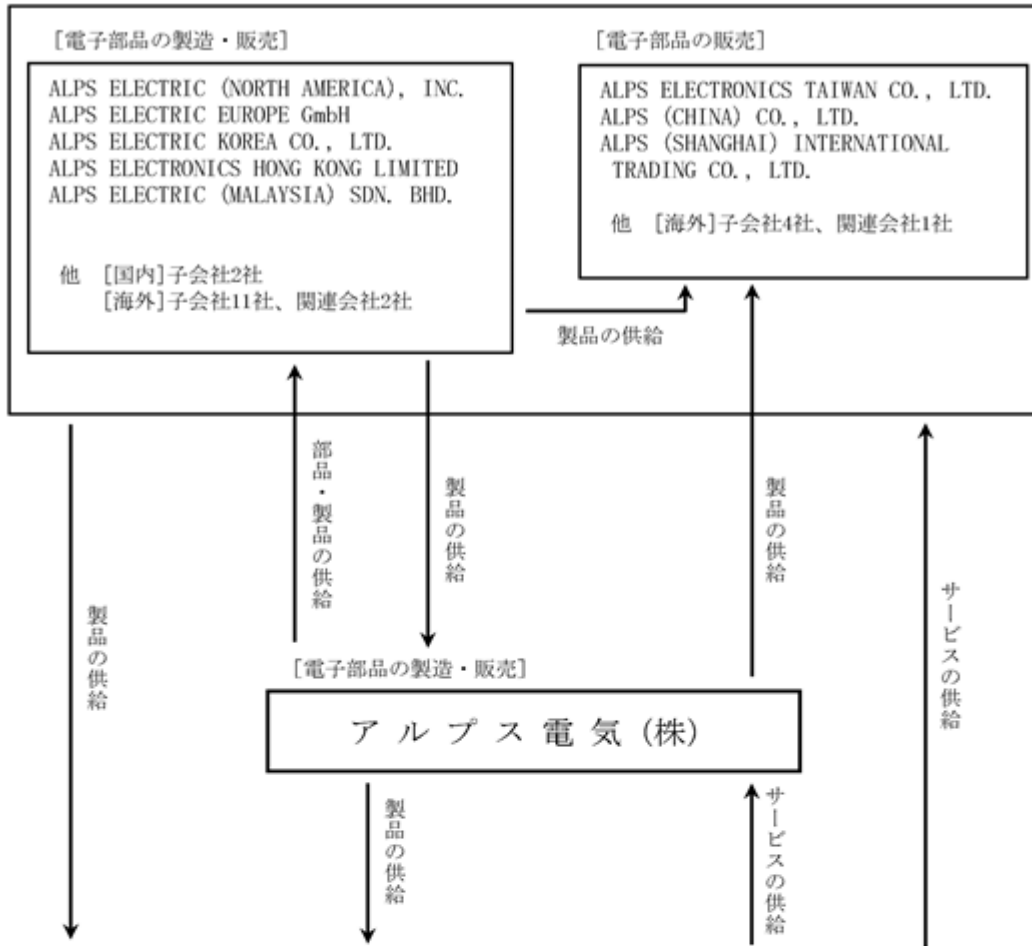 [電子部品の製造・販売]
ALPS ELECTRIC (NORTH AMERICA), INC.
ALPS ELECTRIC EUROPE GmbH
ALPS ELECTRIC KOREA CO., LTD.
ALPS ELECTRONICS HONG KONG LIMITED
ALPS ELECTRIC (MALAYSIA) SDN. BHD.
他 [国内]子会社2社
[海外]子会社11社、関連会社2社
[電子部品の販売]
ALPS ELECTRONICS TAIWAN CO., LTD.
ALPS (CHINA) CO., LTD.
ALPS (SHANGHAI) INTERNATIONAL
TRADING CO., LTD.
他 [海外]子会社4社、関連会社1社
製品の供給
製品の供給
部品・製品の供給
製品の供給
製品の供給
サービスの供給
[電子部品の製造・販売]
アルプス電気(株)
製品の供給
サービスの供給